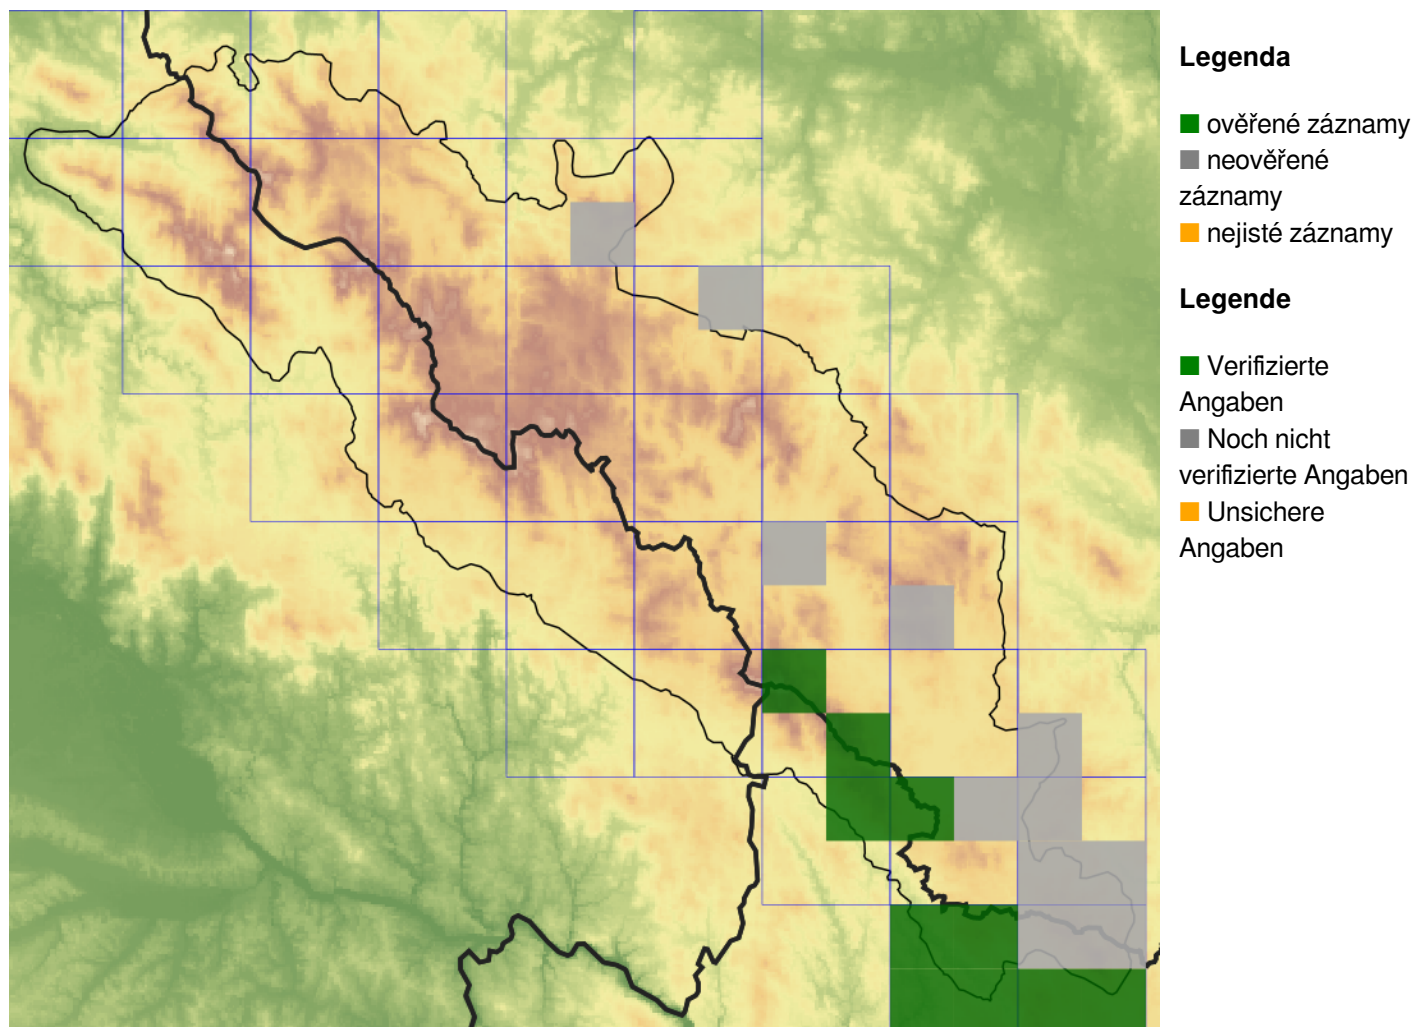 Legenda
ověřené záznamy
neověřené
záznamy
nejisté záznamy
Legende
Verifizierte
Angaben
Noch nicht
verifizierte Angaben
Unsichere
Angaben